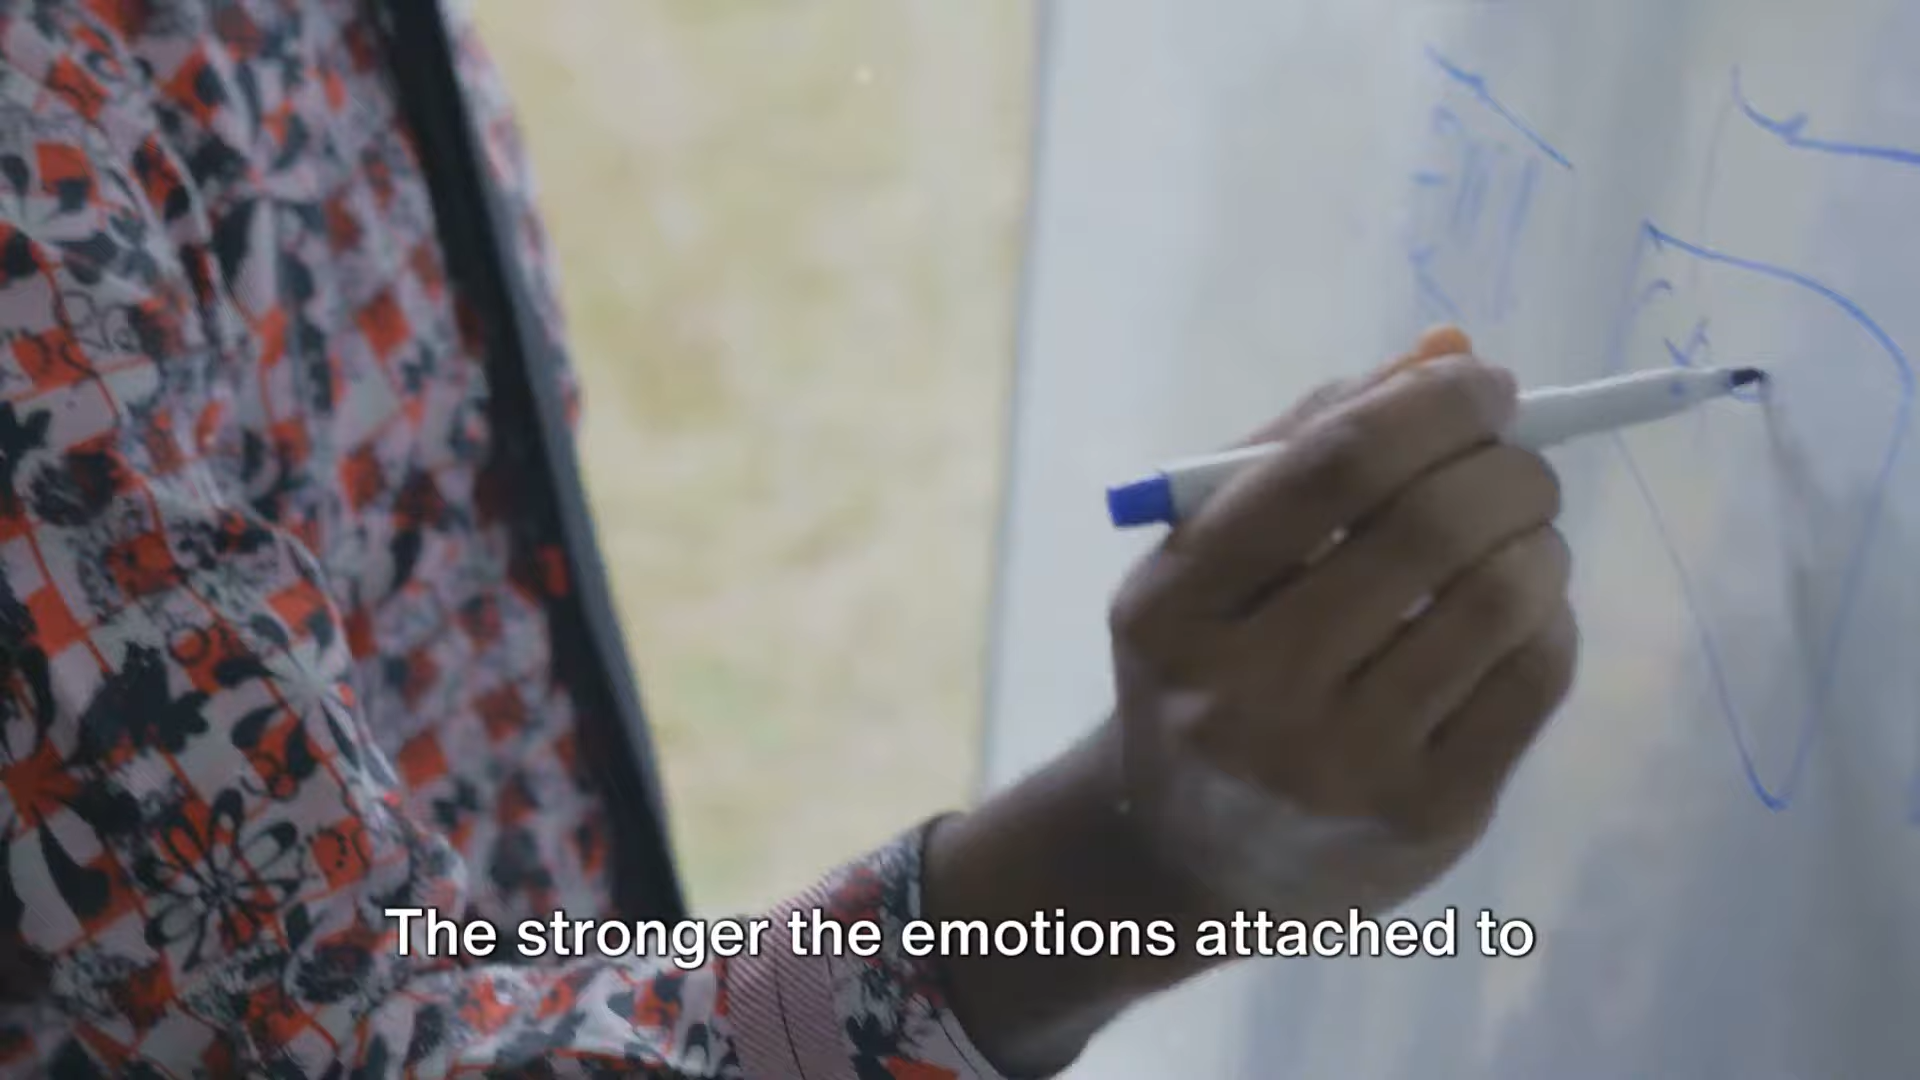 The stronger the emotions attached to